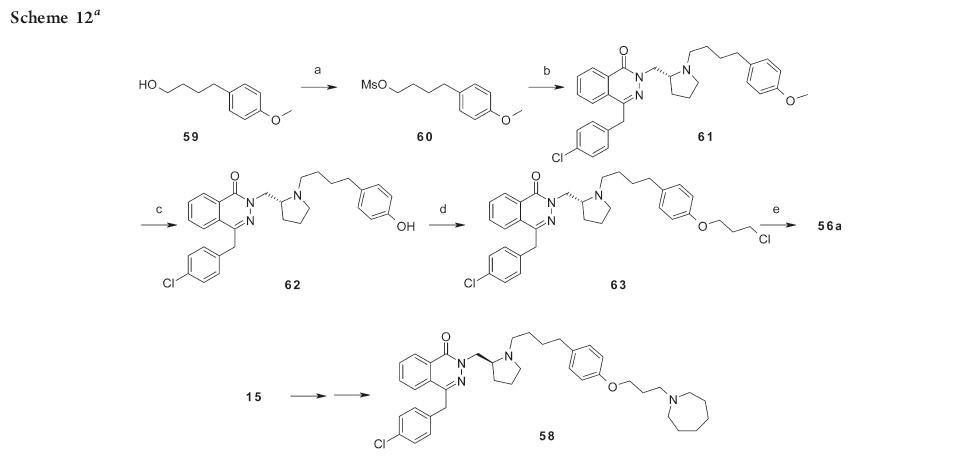 Scheme 12a
HO
O
59
a
MsO
O
60
b
O
N
N
N
O
Cl
61
c
O
N
N
N
OH
Cl
62
d
O
N
N
N
O
Cl
Cl
63
e
56a
15
O
N
N
N
O
N
Cl
58